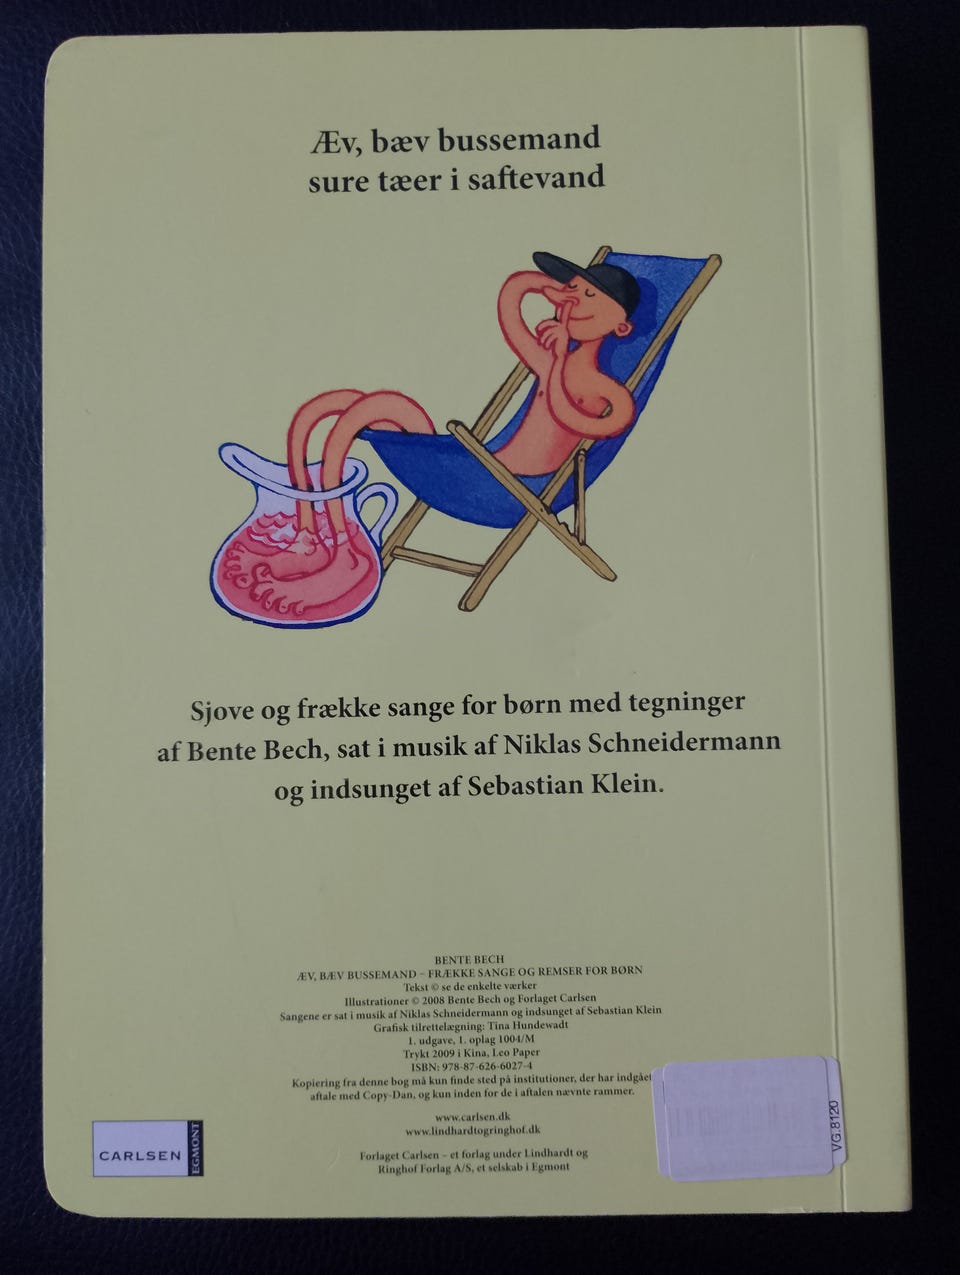 Æv, bæv bussemand
sure tæer i saftevand
Sjove og frække sange for børn med tegninger
af Bente Bech, sat i musik af Niklas Schneidermann
og indsunget af Sebastian Klein.
BENTE BECH
ÆV, BÆV BUSSEMAND – FRÆKKE SANGE OG REMSER FOR BØRN
Tekst © se de enkelte værker
Illustrationer © 2008 Bente Bech og Forlaget Carlsen
Sangene er sat i musik af Niklas Schneidermann og indsunget af Sebastian Klein
Grafisk tilrettelægning: Tina Hundewadt
1. udgave, 1. oplag 1004/M
Trykt 2009 i Kina, Leo Paper
ISBN: 978-87-626-6027-4
Kopiering fra denne bog må kun finde sted på institutioner, der har indgået
aftale med Copy-Dan, og kun inden for de i aftalen nævnte rammer.
www.carlsen.dk
www.lindhardtogringhof.dk
Forlaget Carlsen – et forlag under Lindhardt og
Ringhof Forlag A/S, et selskab i Egmont
CARLSEN
EGMONT
VG.8120